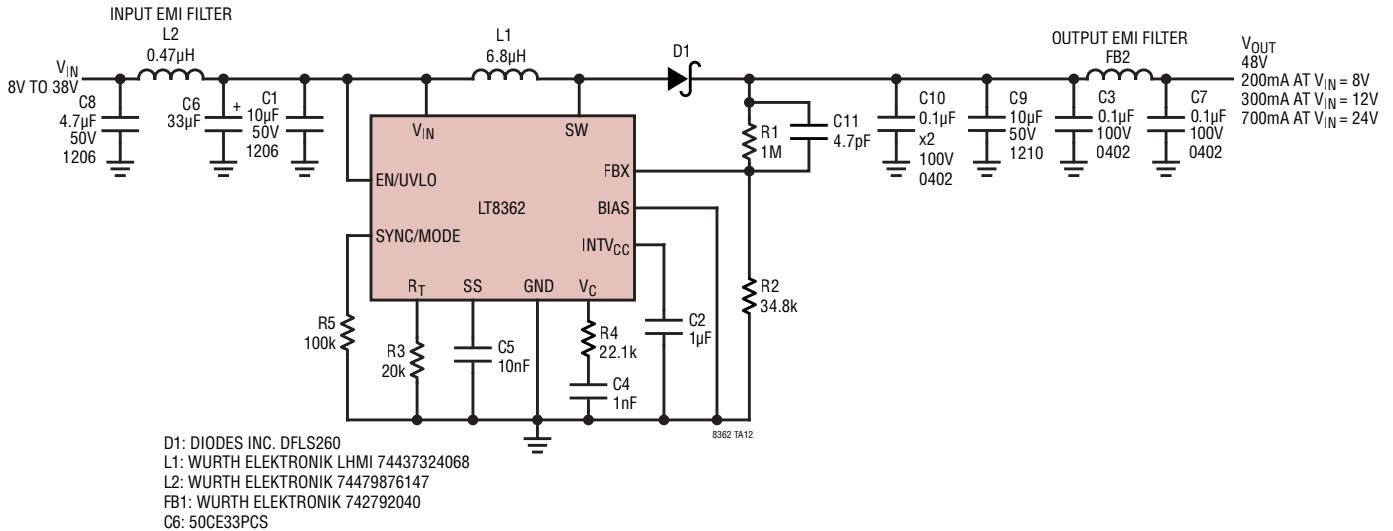 INPUT EMI FILTER
L2
0.47µH
VIN
8V TO 38V
C8
4.7µF
50V
1206
C6
33µF
+
C1
10µF
50V
1206
L1
6.8µH
D1
OUTPUT EMI FILTER
FB2
VOUT
48V
200mA AT VIN = 8V
300mA AT VIN = 12V
700mA AT VIN = 24V
R1
1M
C11
4.7pF
C10
0.1µF
x2
100V
0402
C9
10µF
50V
1210
C3
0.1µF
100V
0402
C7
0.1µF
100V
0402
VIN
SW
EN/UVLO
FBX
LT8362
BIAS
SYNC/MODE
INTVCC
RT
SS
GND
VC
R5
100k
R3
20k
C5
10nF
R4
22.1k
C4
1nF
C2
1µF
R2
34.8k
8362 TA12
D1: DIODES INC. DFLS260
L1: WURTH ELEKTRONIK LHMI 74437324068
L2: WURTH ELEKTRONIK 74479876147
FB1: WURTH ELEKTRONIK 742792040
C6: 50CE33PCS